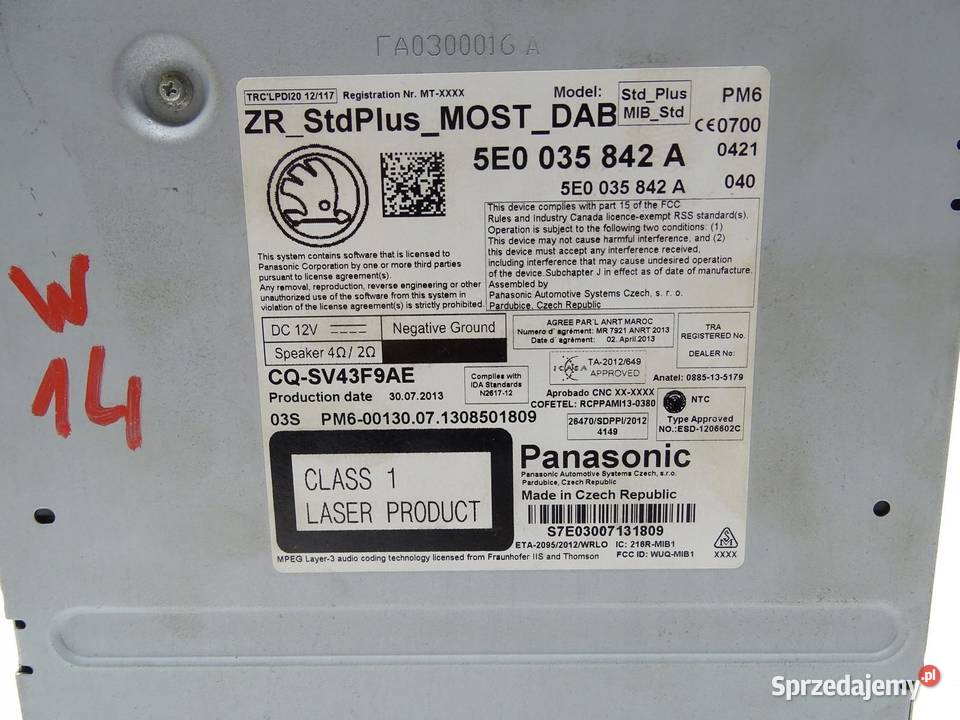 ГA0300016 A
TRC'LPDI20 12/117 Registration Nr. MT-XXXX
Model: Std_Plus MIB_Std
PM6
ZR_StdPlus_MOST_DAB
CE0700
5E0 035 842 A
0421
5E0 035 842 A
040
This device complies with part 15 of the FCC
Rules and Industry Canada licence-exempt RSS standard(s).
Operation is subject to the following two conditions: (1)
This device may not cause harmful interference, and (2)
this device must accept any interference received,
including interference that may cause undesired operation
of the device.Subchapter J in effect as of date of manufacture.
Assembled by
Panasonic Automotive Systems Czech, s. r. o.
Pardubice, Czech Republic
This system contains software that is licensed to
Panasonic Corporation by one or more third parties
pursuant to license agreement(s).
Any removal, reproduction, reverse engineering or other
unauthorized use of the software from this system in
violation of the license agreement(s) is strictly prohibited.
DC 12V
Negative Ground
Speaker 4Ω/ 2Ω
AGREE PAR'L ANRT MAROC
Numero d' agrément: MR 7921 ANRT 2013
Date d' agrément: 02. April.2013
TRA
REGISTERED No.
DEALER No:
CQ-SV43F9AE
Production date 30.07.2013
Complies with
IDA Standards
N2617-12
ICASA
TA-2012/649
APPROVED
Anatel: 0885-13-5179
Aprobado CNC XX-XXXX
COFETEL: RCPPAMI13-0380
03S PM6-00130.07.1308501809
26470/SDPPI/2012
4149
NTC
Type Approved
NO.:ESD-1206602C
CLASS 1
LASER PRODUCT
Panasonic
Panasonic Automotive Systems Czech, s.r.o.
Pardubice, Czech Republic
Made in Czech Republic
S7E03007131809
ETA-2095/2012/WRLO IC: 216R-MIB1
FCC ID: WUQ-MIB1
XXXX
MPEG Layer-3 audio coding technology licensed from Fraunhofer IIS and Thomson
W
14
Sprzedajemy.pl